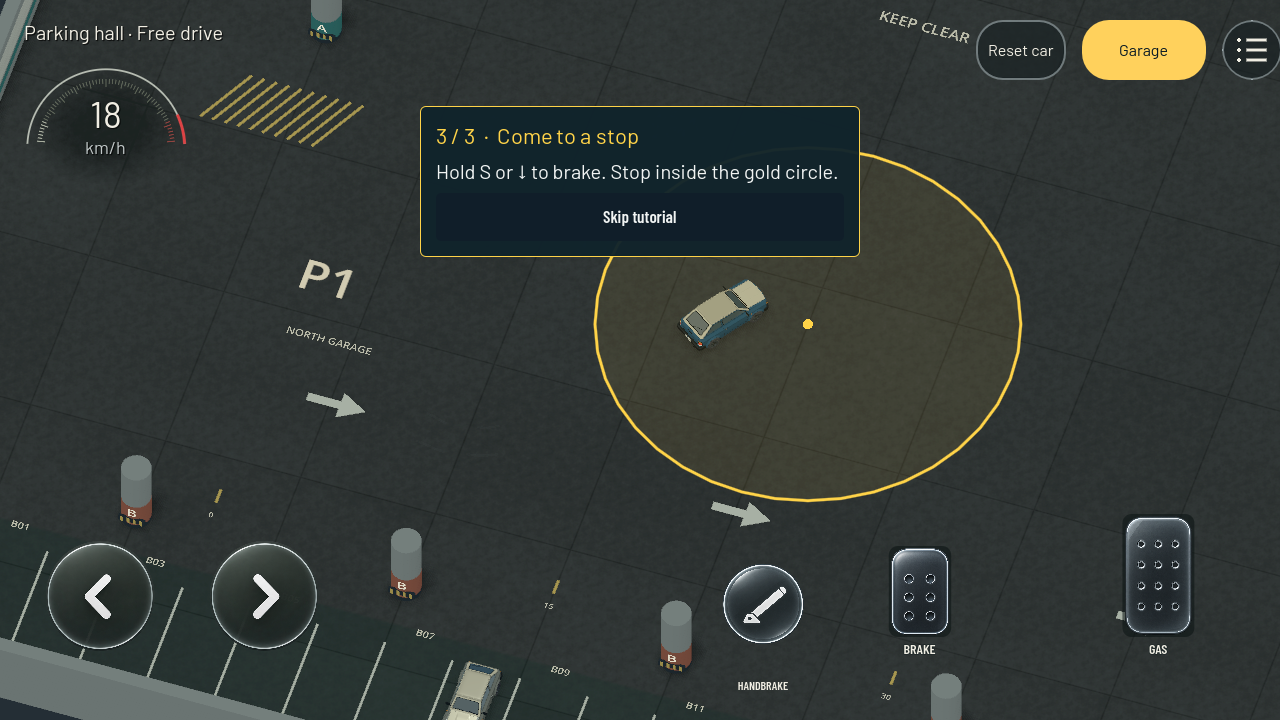 Parking hall · Free drive
A
KEEP CLEAR
Reset car
Garage
18
km/h
3 / 3 · Come to a stop
Hold S or ↓ to brake. Stop inside the gold circle.
Skip tutorial
P1
NORTH GARAGE
B
B01
0
B03
B
15
B07
B
B09
30
B11
BRAKE
GAS
HANDBRAKE